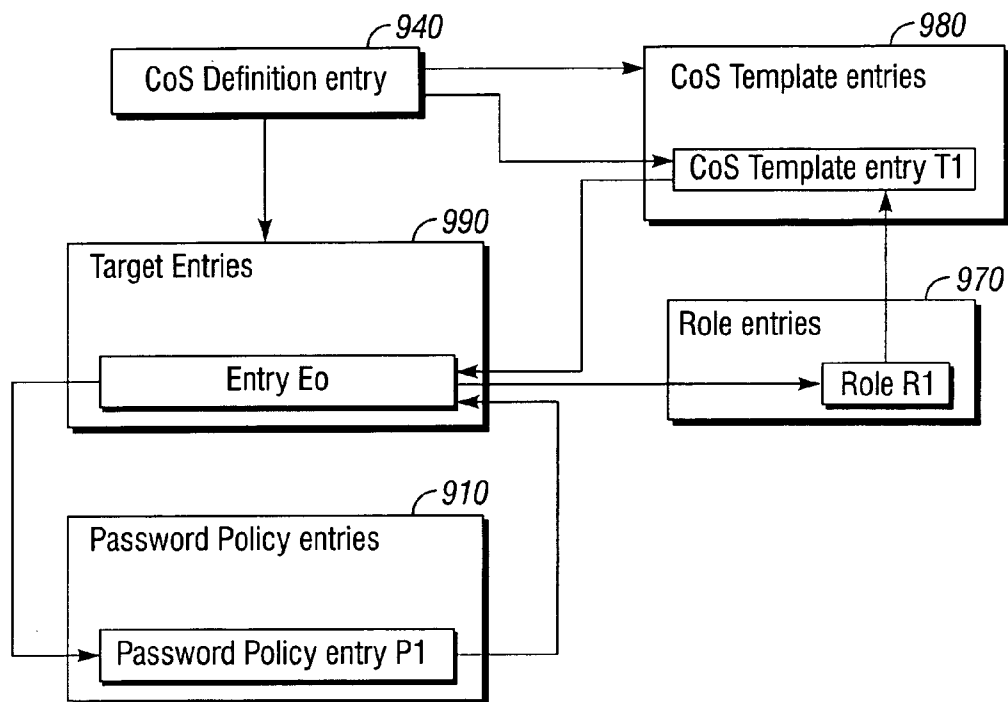 940
CoS Definition entry
980
CoS Template entries
CoS Template entry T1
990
Target Entries
Entry Eo
970
Role entries
Role R1
910
Password Policy entries
Password Policy entry P1